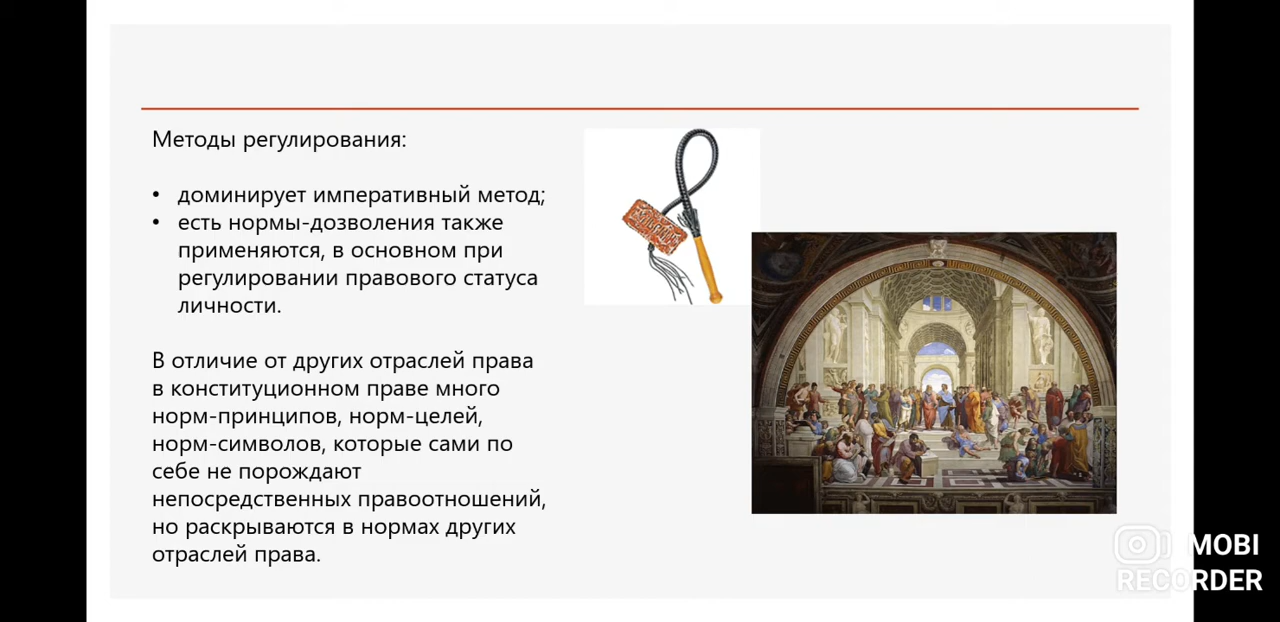 Методы регулирования:
• доминирует императивный метод;
• есть нормы-дозволения также
применяются, в основном при
регулировании правового статуса
личности.
В отличие от других отраслей права
в конституционном праве много
норм-принципов, норм-целей,
норм-символов, которые сами по
себе не порождают
непосредственных правоотношений,
но раскрываются в нормах других
отраслей права.
MOBI
RECORDER